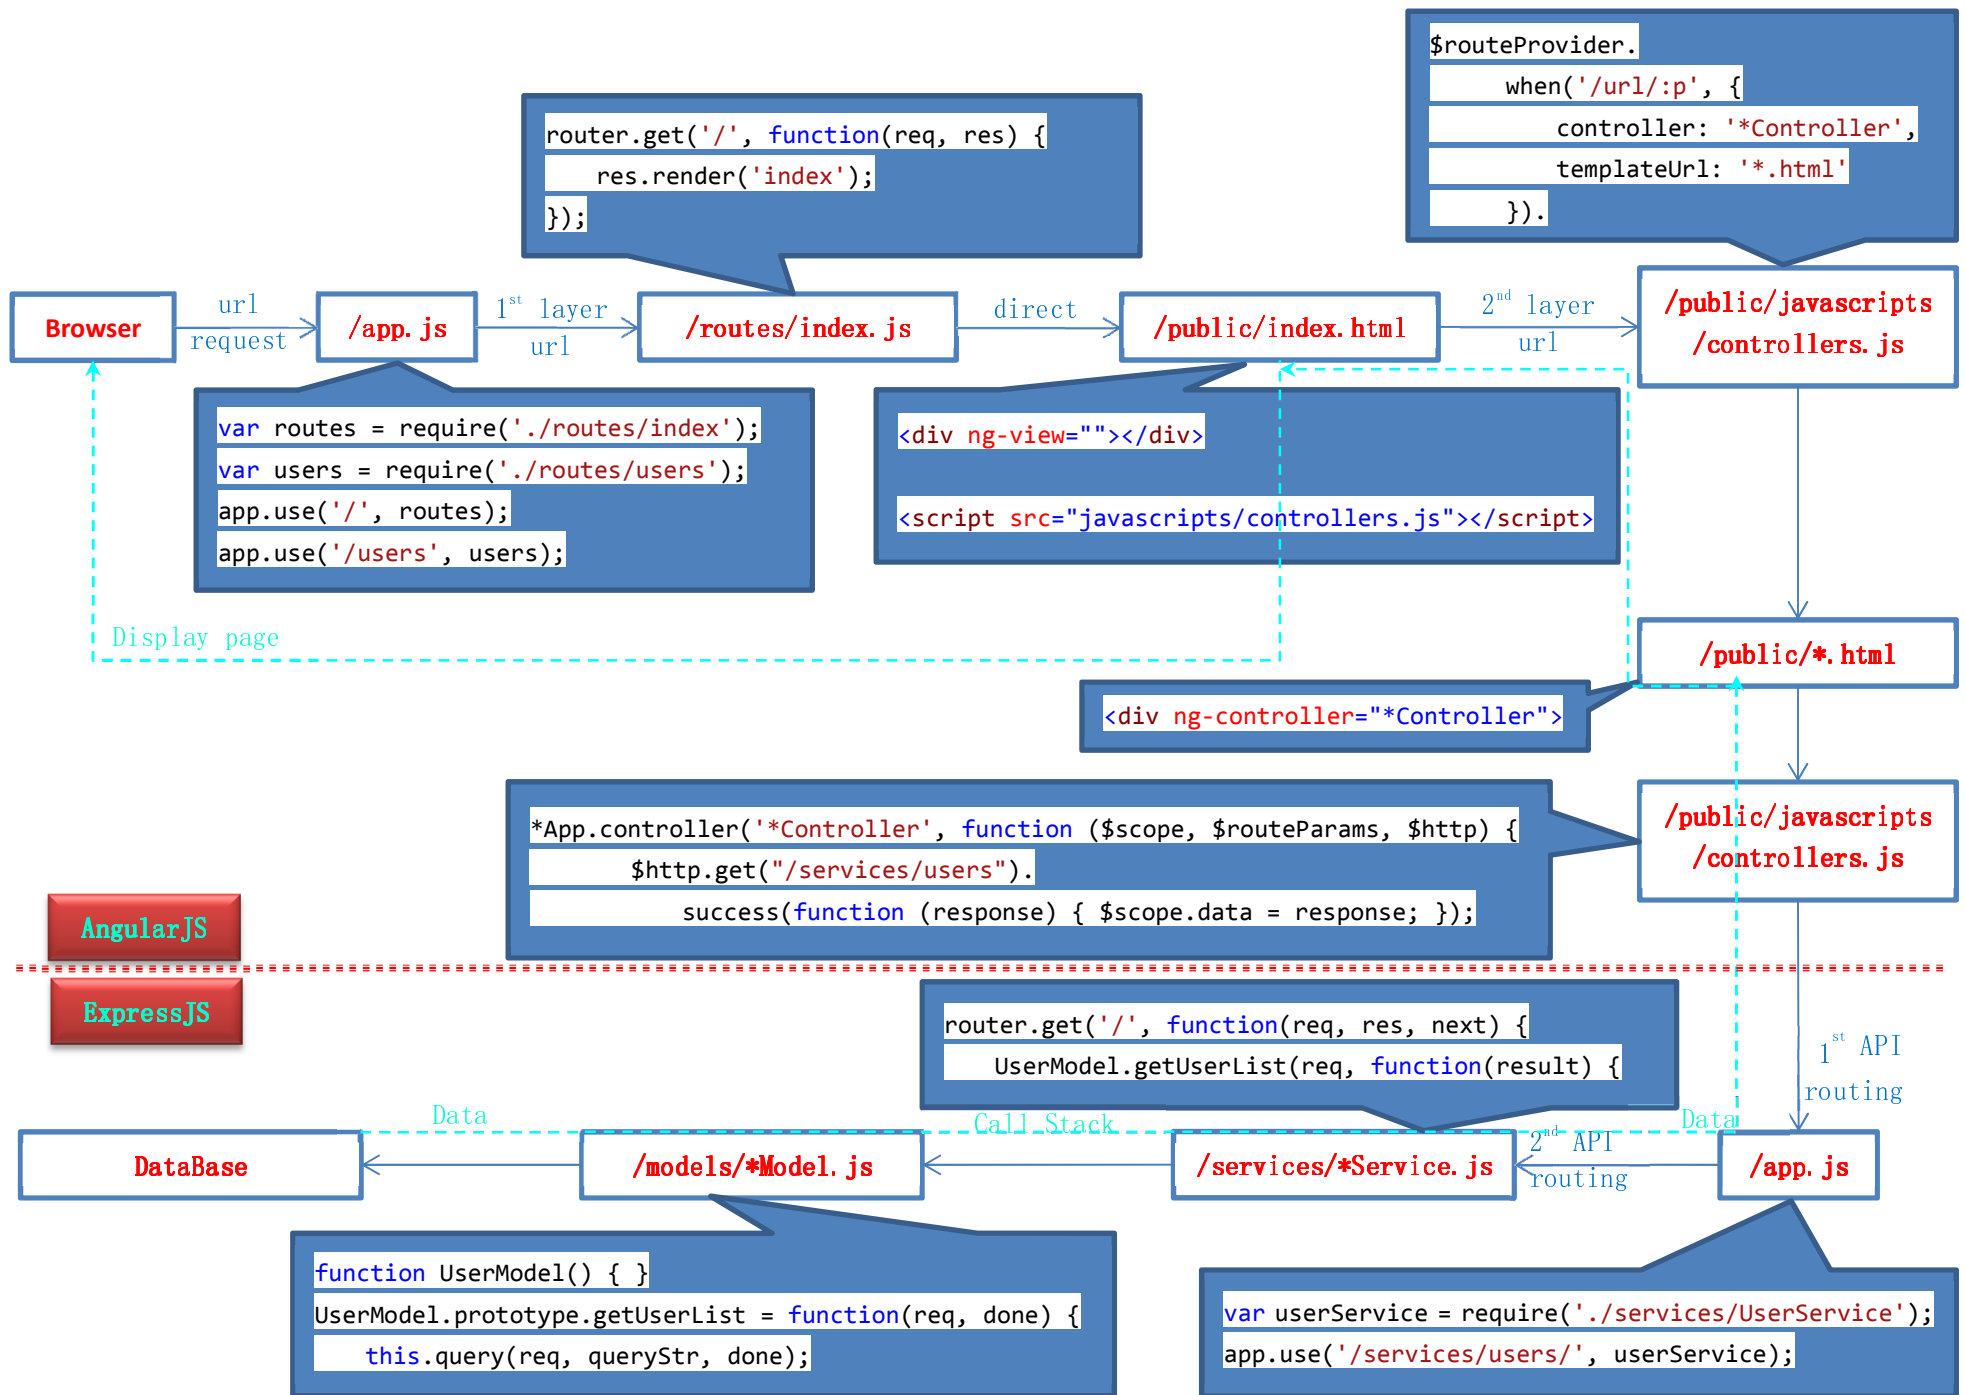 $routeProvider.
when('/url/:p', {
controller: '*Controller',
templateUrl: '*.html'
}).
router.get('/', function(req, res) {
res.render('index');
});
Browser
url
request
/app.js
1st layer
url
/routes/index.js
direct
/public/index.html
2nd layer
url
/public/javascripts
/controllers.js
var routes = require('./routes/index');
var users = require('./routes/users');
app.use('/', routes);
app.use('/users', users);
<div ng-view=""></div>
<script src="javascripts/controllers.js"></script>
Display page
/public/*.html
<div ng-controller="*Controller">
*App.controller('*Controller', function ($scope, $routeParams, $http) {
$http.get("/services/users").
success(function (response) { $scope.data = response; });
/public/javascripts
/controllers.js
AngularJS
ExpressJS
router.get('/', function(req, res, next) {
UserModel.getUserList(req, function(result) {
1st API
routing
Data
Call Stack
Data
DataBase
/models/*Model.js
/services/*Service.js
2nd API
routing
/app.js
function UserModel() { }
UserModel.prototype.getUserList = function(req, done) {
this.query(req, queryStr, done);
var userService = require('./services/UserService');
app.use('/services/users/', userService);